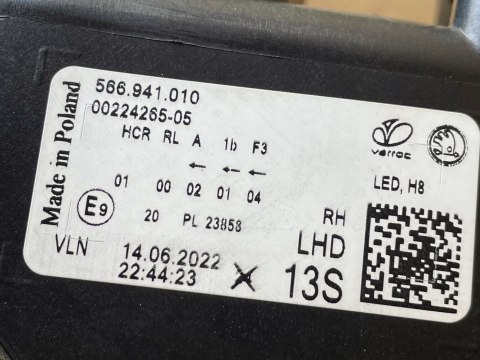 Made in Poland
566.941.010
00224265-05
HCR RL A 1b F3
← ← ←
01 00 02 01 04
E9
20 PL 23858
varroc
LED, H8
RH
LHD
13S
VLN
14.06.2022
22:44:23